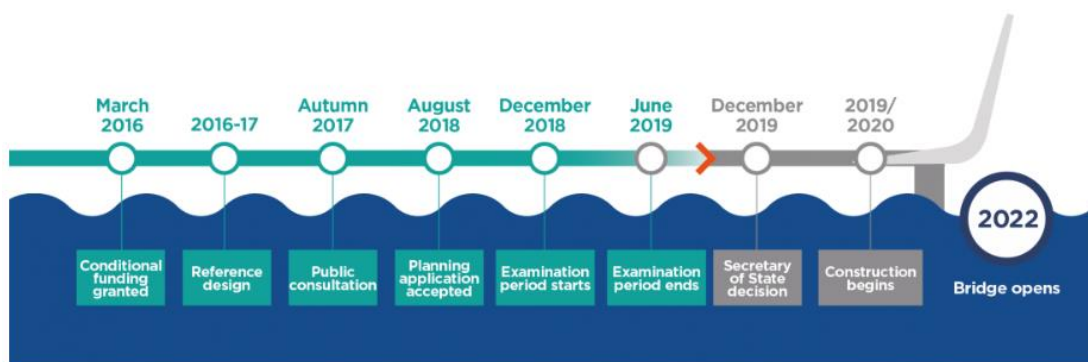 March
2016
2016-17
Autumn
2017
August
2018
December
2018
June
2019
December
2019
2019/
2020
2022
Conditional
funding
granted
Reference
design
Public
consultation
Planning
application
accepted
Examination
period starts
Examination
period ends
Secretary
of State
decision
Construction
begins
Bridge opens